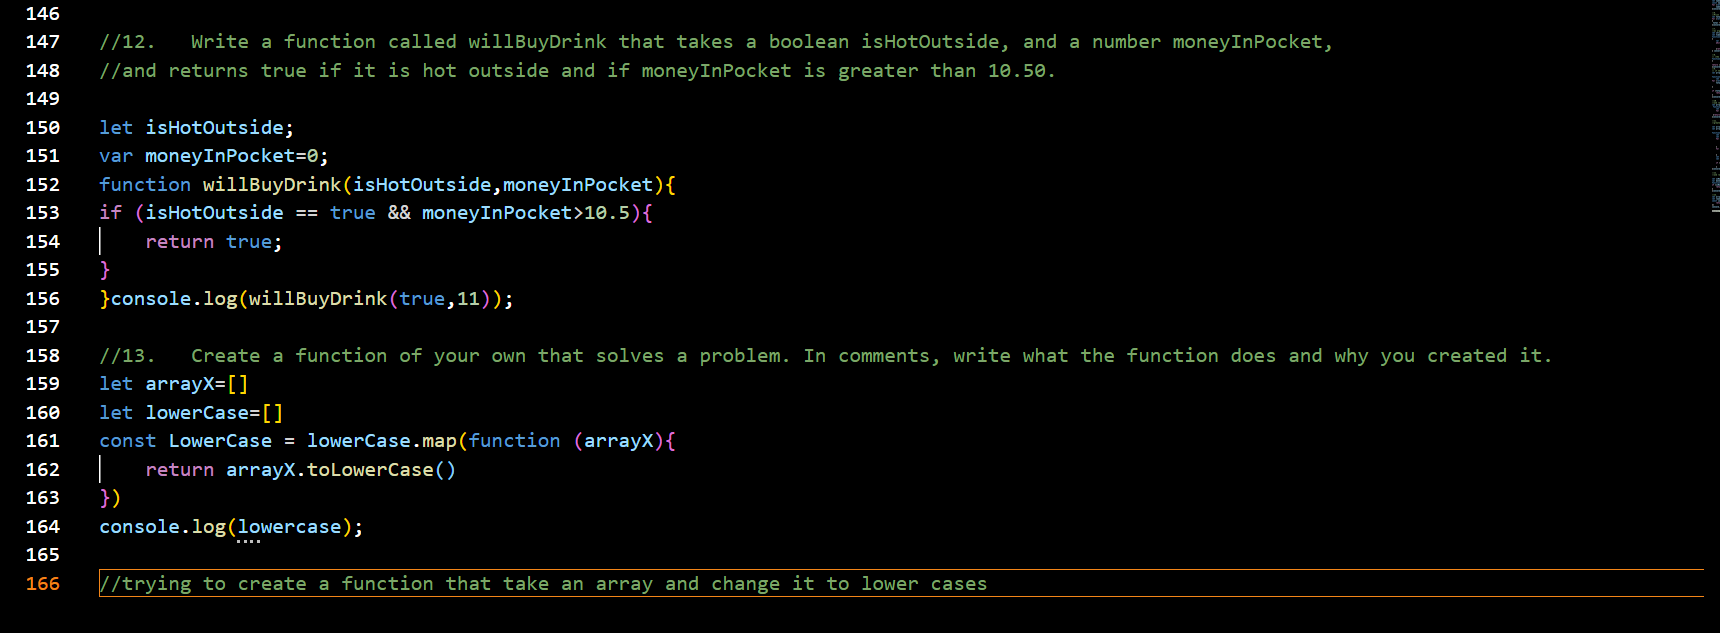 146
147 //12.   Write a function called willBuyDrink that takes a boolean isHotOutside, and a number moneyInPocket,
148 //and returns true if it is hot outside and if moneyInPocket is greater than 10.50.
149
150 let isHotOutside;
151 var moneyInPocket=0;
152 function willBuyDrink(isHotOutside,moneyInPocket){
153 if (isHotOutside == true && moneyInPocket>10.5){
154     return true;
155 }
156 }console.log(willBuyDrink(true,11));
157
158 //13.   Create a function of your own that solves a problem. In comments, write what the function does and why you created it.
159 let arrayX=[]
160 let lowerCase=[]
161 const LowerCase = lowerCase.map(function (arrayX){
162     return arrayX.toLowerCase()
163 })
164 console.log(lowercase);
165
166 //trying to create a function that take an array and change it to lower cases